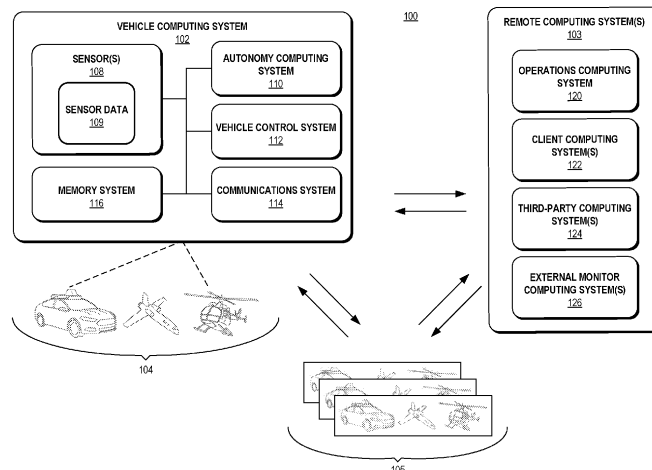 100
VEHICLE COMPUTING SYSTEM
102
SENSOR(S)
108
SENSOR DATA
109
AUTONOMY COMPUTING
SYSTEM
110
VEHICLE CONTROL SYSTEM
112
MEMORY SYSTEM
116
COMMUNICATIONS SYSTEM
114
REMOTE COMPUTING SYSTEM(S)
103
OPERATIONS COMPUTING
SYSTEM
120
CLIENT COMPUTING
SYSTEM(S)
122
THIRD-PARTY COMPUTING
SYSTEM(S)
124
EXTERNAL MONITOR
COMPUTING SYSTEM(S)
126
104
105